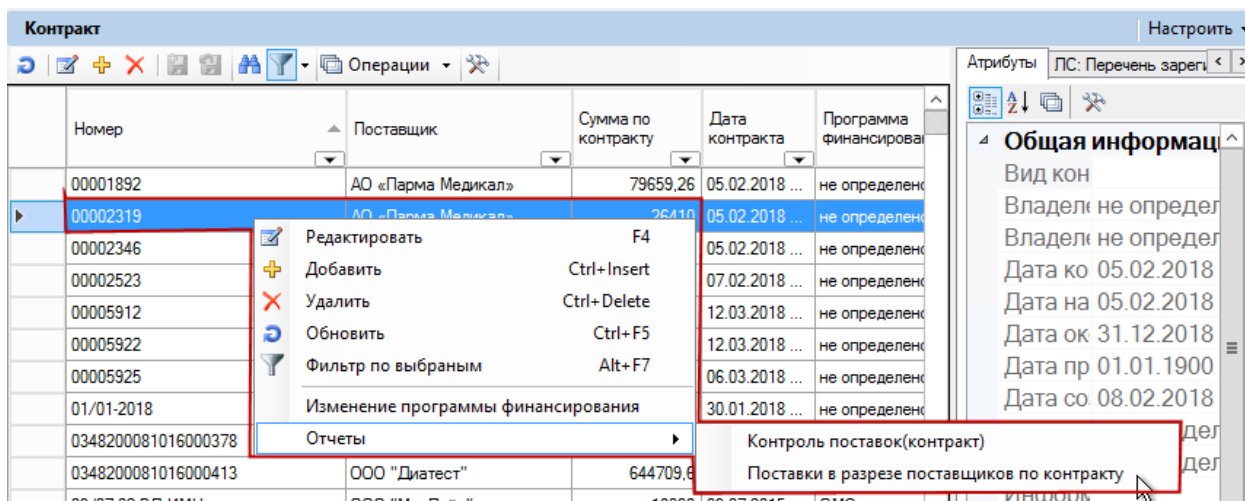 Контракт
Настроить
Операции
Атрибуты ЛС: Перечень зареги
Номер Поставщик Сумма по контракту Дата контракта Программа финансирова
Общая информац
00001892 АО «Парма Медикал» 79659,26 05.02.2018 ... не определено
Вид кон
00002319 АО «Парма Медикал» 26410 05.02.2018 ... не определено
Владеле не определ
Редактировать F4
00002346 05.02.2018 ... не определено
Владеле не определ
Добавить Ctrl+Insert
00002523 07.02.2018 ... не определено
Дата ко 05.02.2018
Удалить Ctrl+Delete
00005912 12.03.2018 ... не определено
Дата на 05.02.2018
Обновить Ctrl+F5
00005922 12.03.2018 ... не определено
Дата ок 31.12.2018
Фильтр по выбраным Alt+F7
00005925 06.03.2018 ... не определено
Дата пр 01.01.1900
Изменение программы финансирования
01/01-2018 30.01.2018 ... не определено
Дата со 08.02.2018
0348200081016000378
Отчеты
Контроль поставок(контракт)
дел
0348200081016000413 ООО "Диатест" 644709,6
Поставки в разрезе поставщиков по контракту
дел